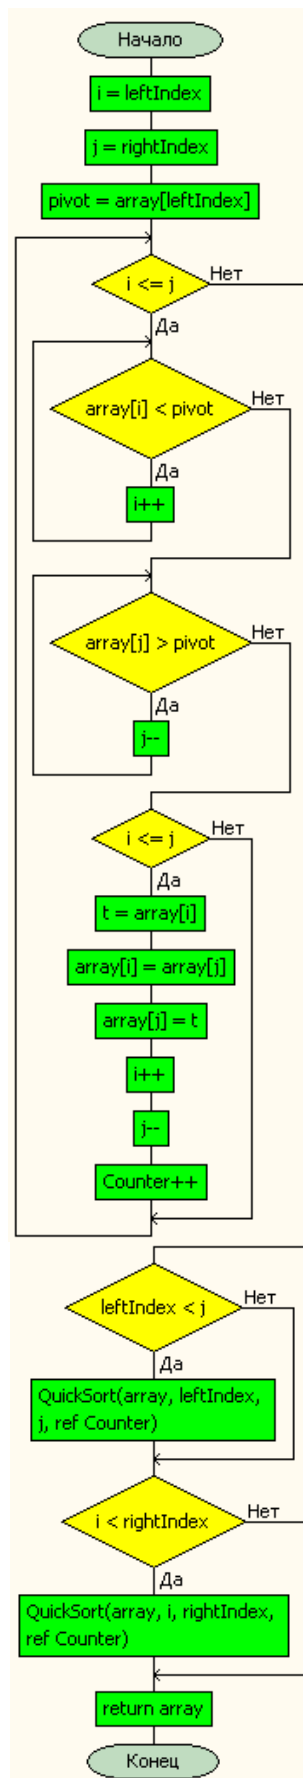 Начало
i = leftIndex
j = rightIndex
pivot = array[leftIndex]
i <= j
Нет
Да
array[i] < pivot
Нет
Да
i++
array[j] > pivot
Нет
Да
j--
i <= j
Нет
Да
t = array[i]
array[i] = array[j]
array[j] = t
i++
j--
Counter++
leftIndex < j
Нет
Да
QuickSort(array, leftIndex,
j, ref Counter)
i < rightIndex
Нет
Да
QuickSort(array, i, rightIndex,
ref Counter)
return array
Конец